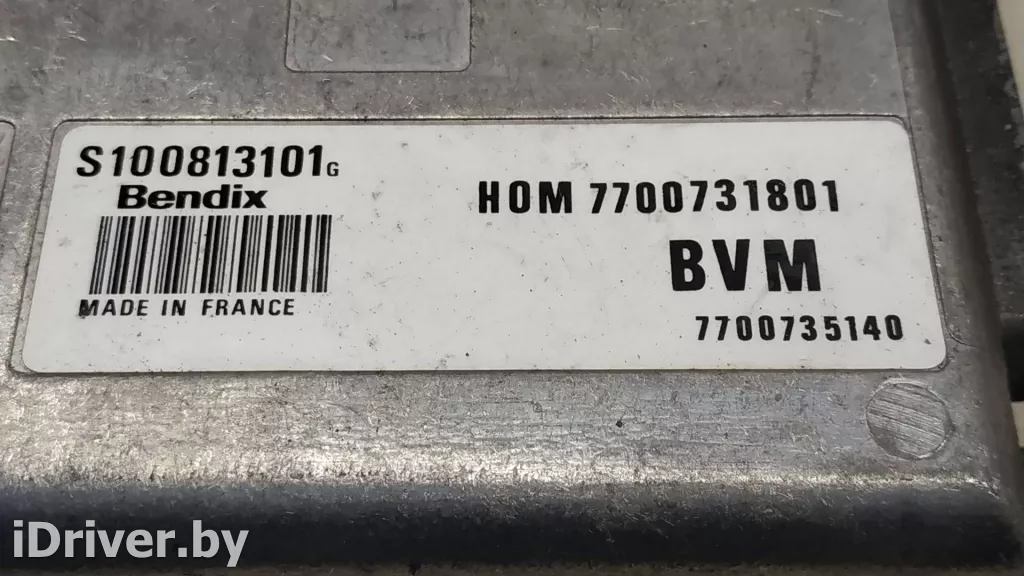 S100813101G
Bendix
MADE IN FRANCE
HOM 7700731801
BVM
7700735140
iDriver.by